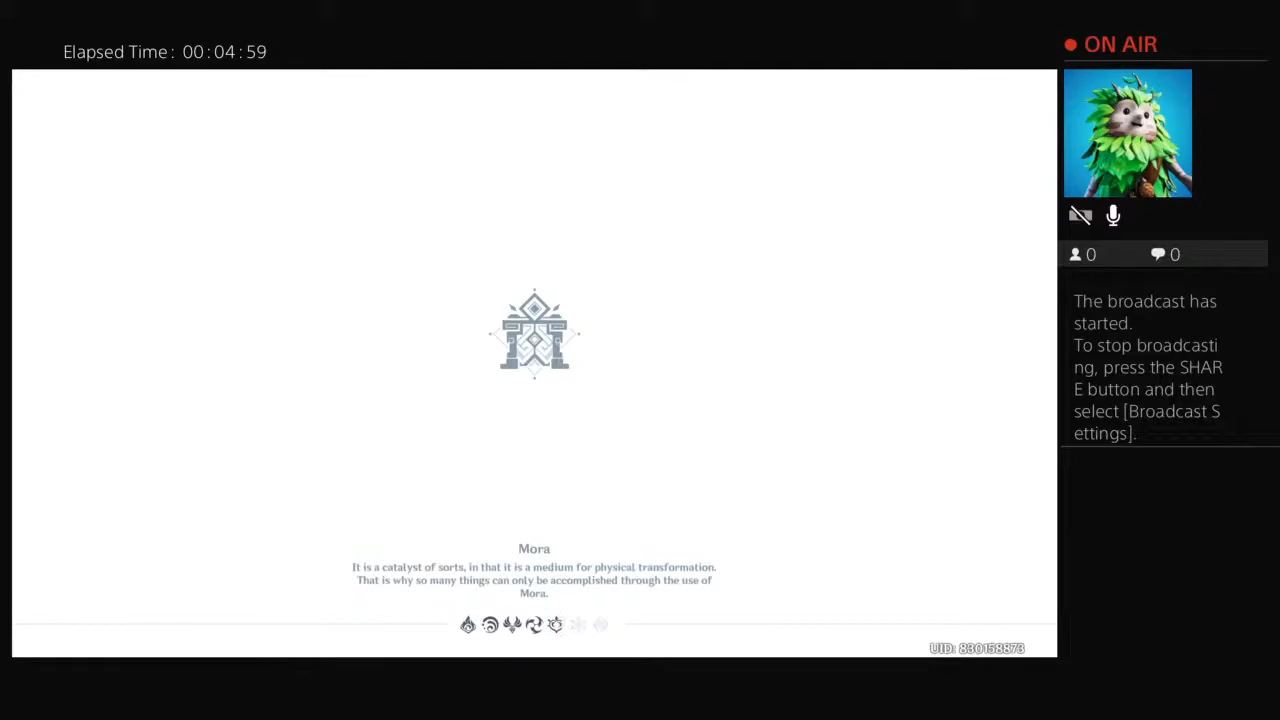 Elapsed Time: 00:04:59
ON AIR
0 0
The broadcast has
started.
To stop broadcasti
ng, press the SHAR
E button and then
select [Broadcast S
ettings].
Mora
It is a catalyst of sorts, in that it is a medium for physical transformation.
That is why so many things can only be accomplished through the use of
Mora.
UID: 830158873